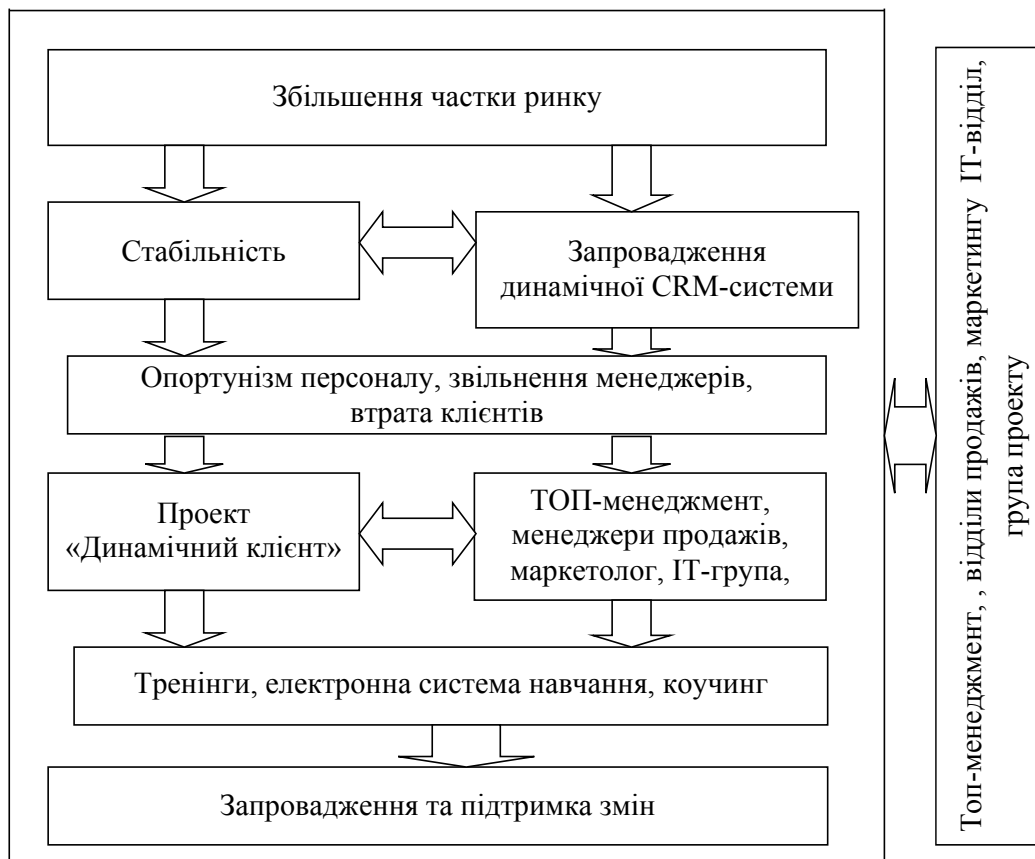 Збільшення частки ринку
Стабільність
Запровадження
динамічної CRM-системи
Опортунізм персоналу, звільнення менеджерів,
втрата клієнтів
Проект
«Динамічний клієнт»
ТОП-менеджмент,
менеджери продажів,
маркетолог, ІТ-група,
Тренінги, електронна система навчання, коучинг
Запровадження та підтримка змін
Топ-менеджмент, , відділи продажів, маркетингу ІТ-відділ,
група проекту